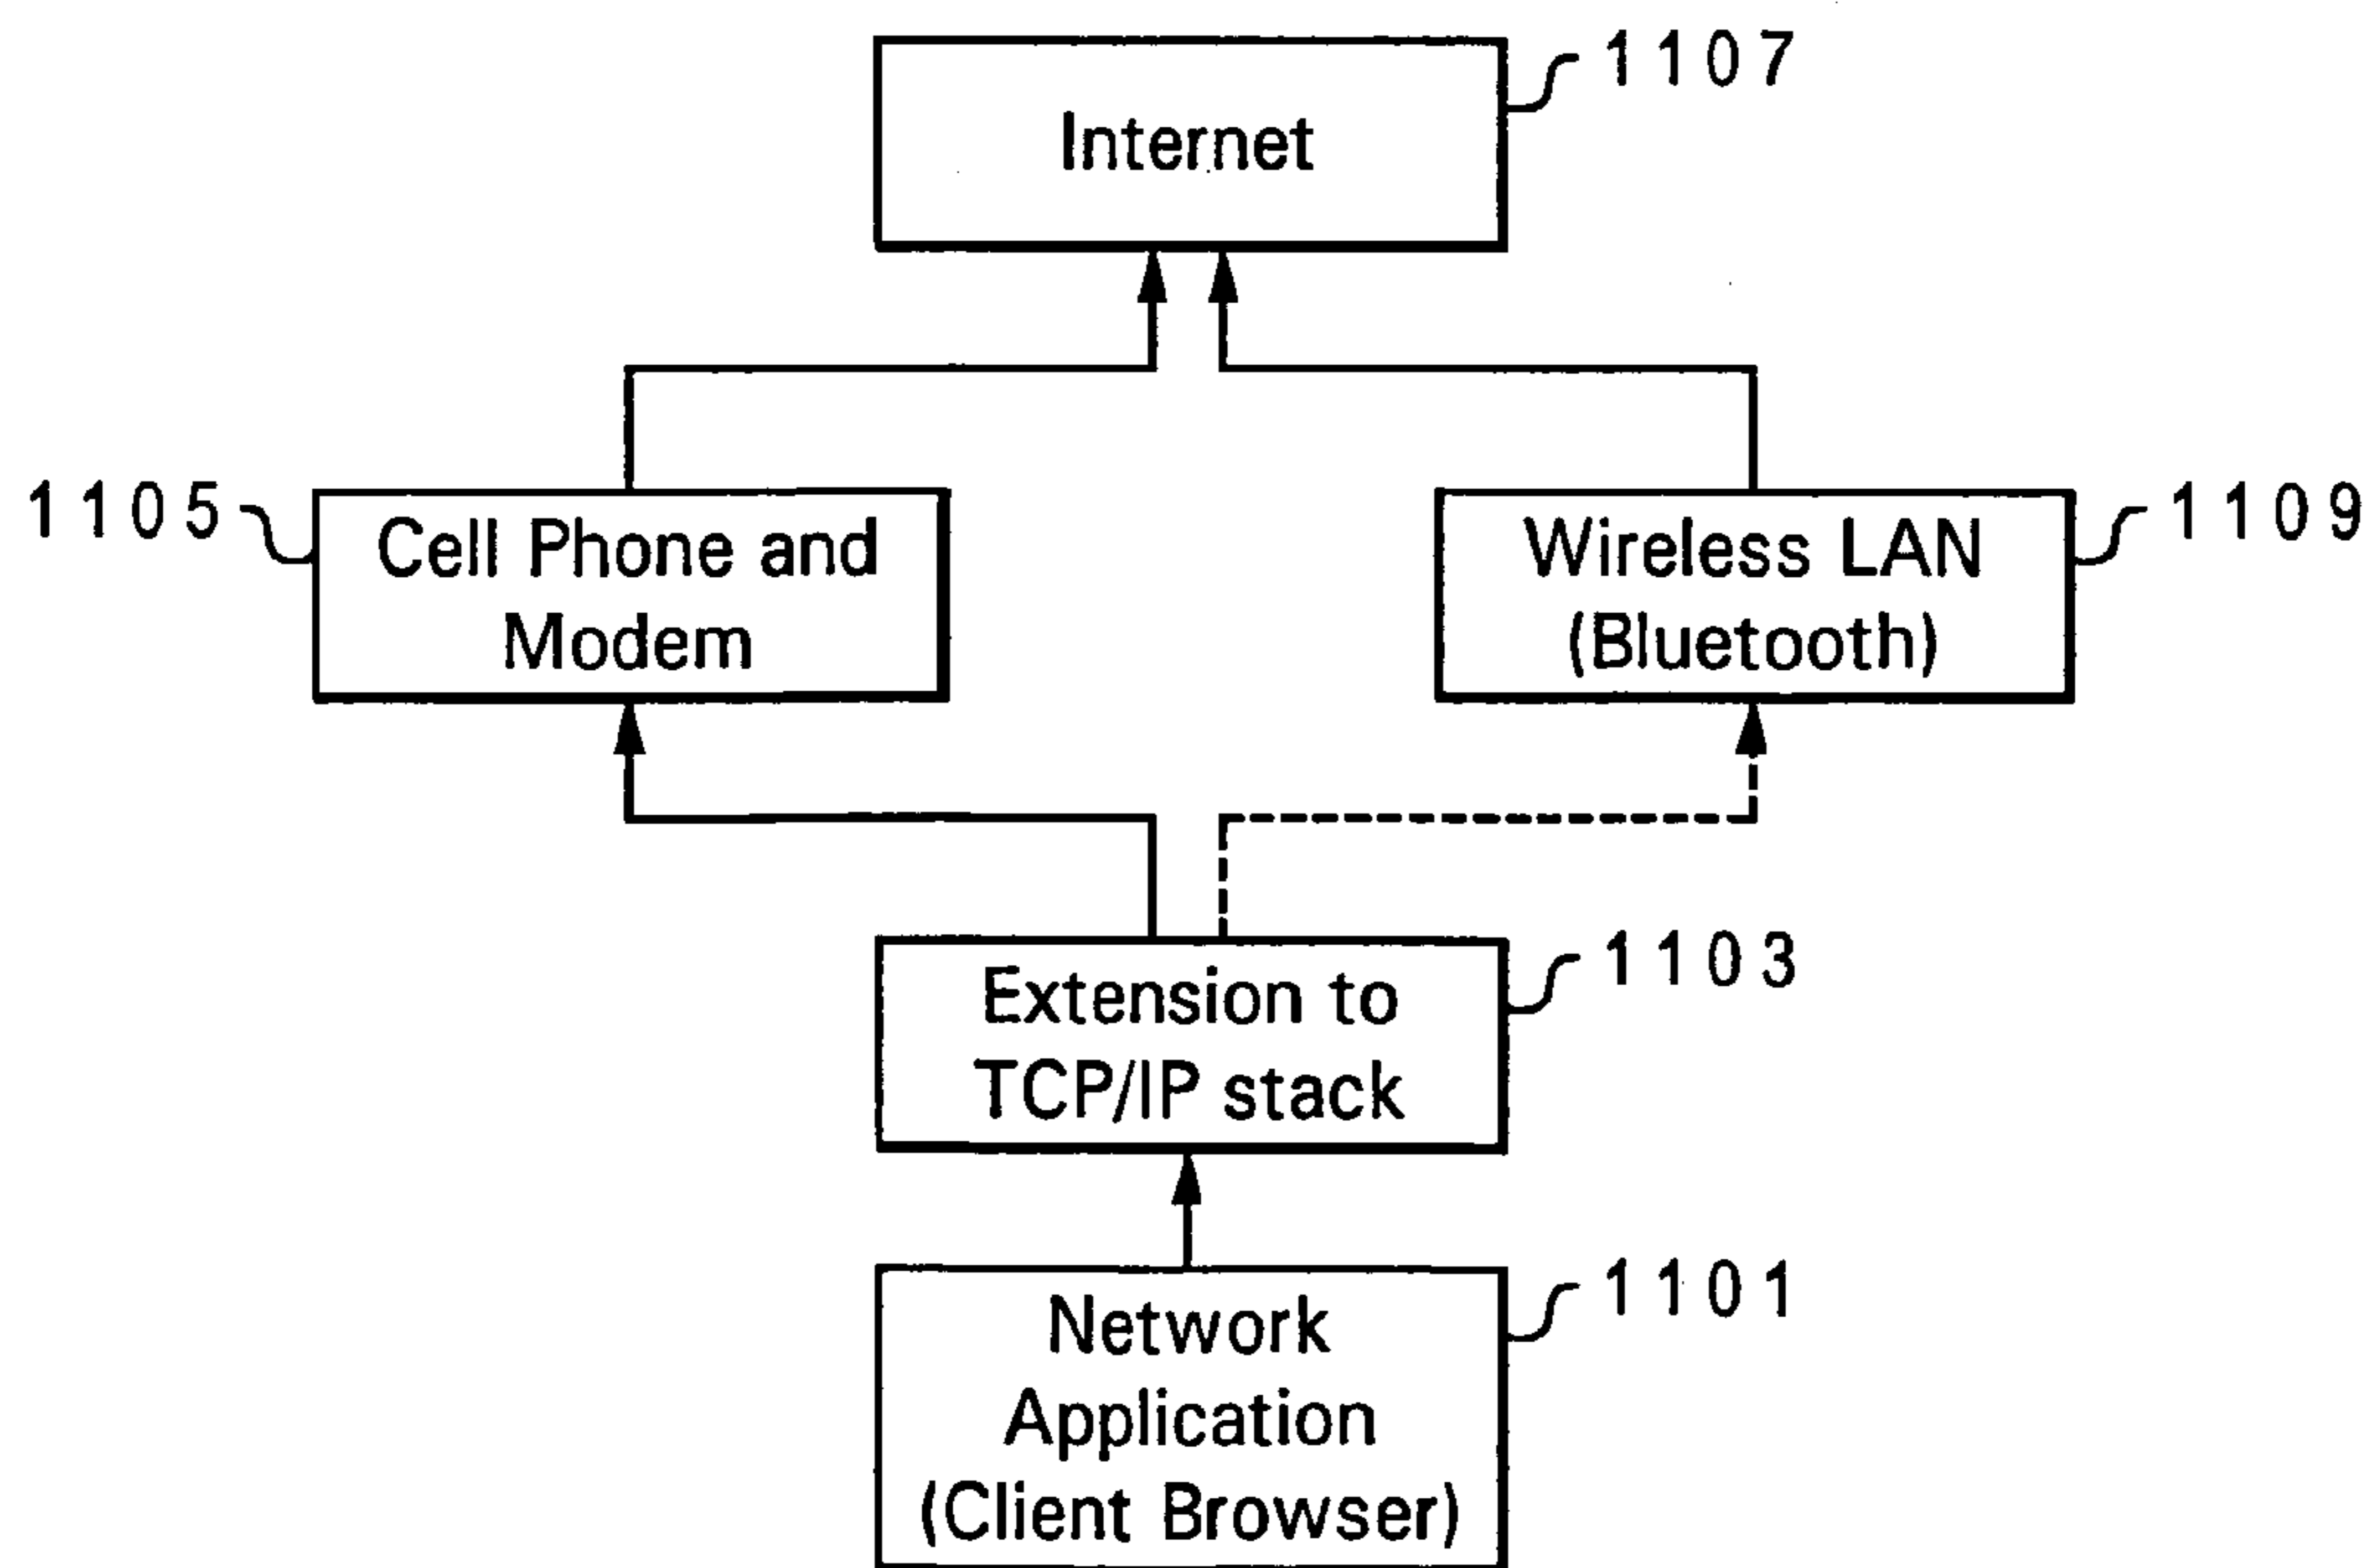 Internet
1107
1105
Cell Phone and
Modem
Wireless LAN
(Bluetooth)
1109
Extension to
TCP/IP stack
1103
Network
Application
(Client Browser)
1101